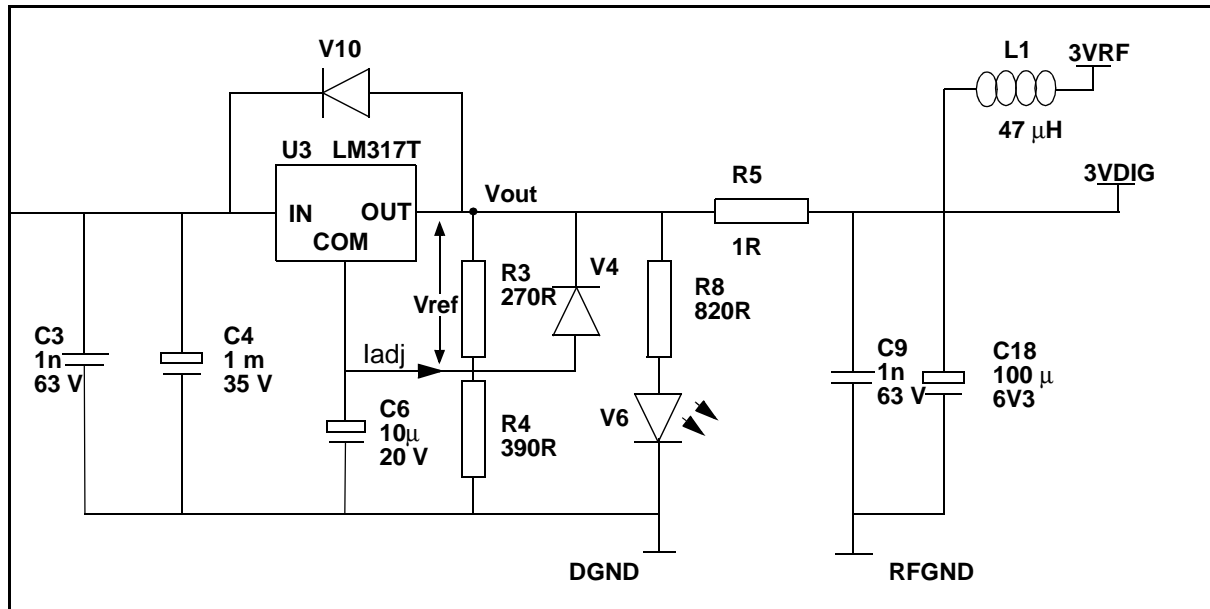 V10
L1
3VRF
47 μH
U3 LM317T
IN
OUT
COM
Vout
R5
1R
3VDIG
R3
270R
Vref
V4
R8
820R
C3
1n
63 V
C4
1 m
35 V
Iadj
C6
10μ
20 V
R4
390R
V6
C9
1n
63 V
C18
100 μ
6V3
DGND
RFGND